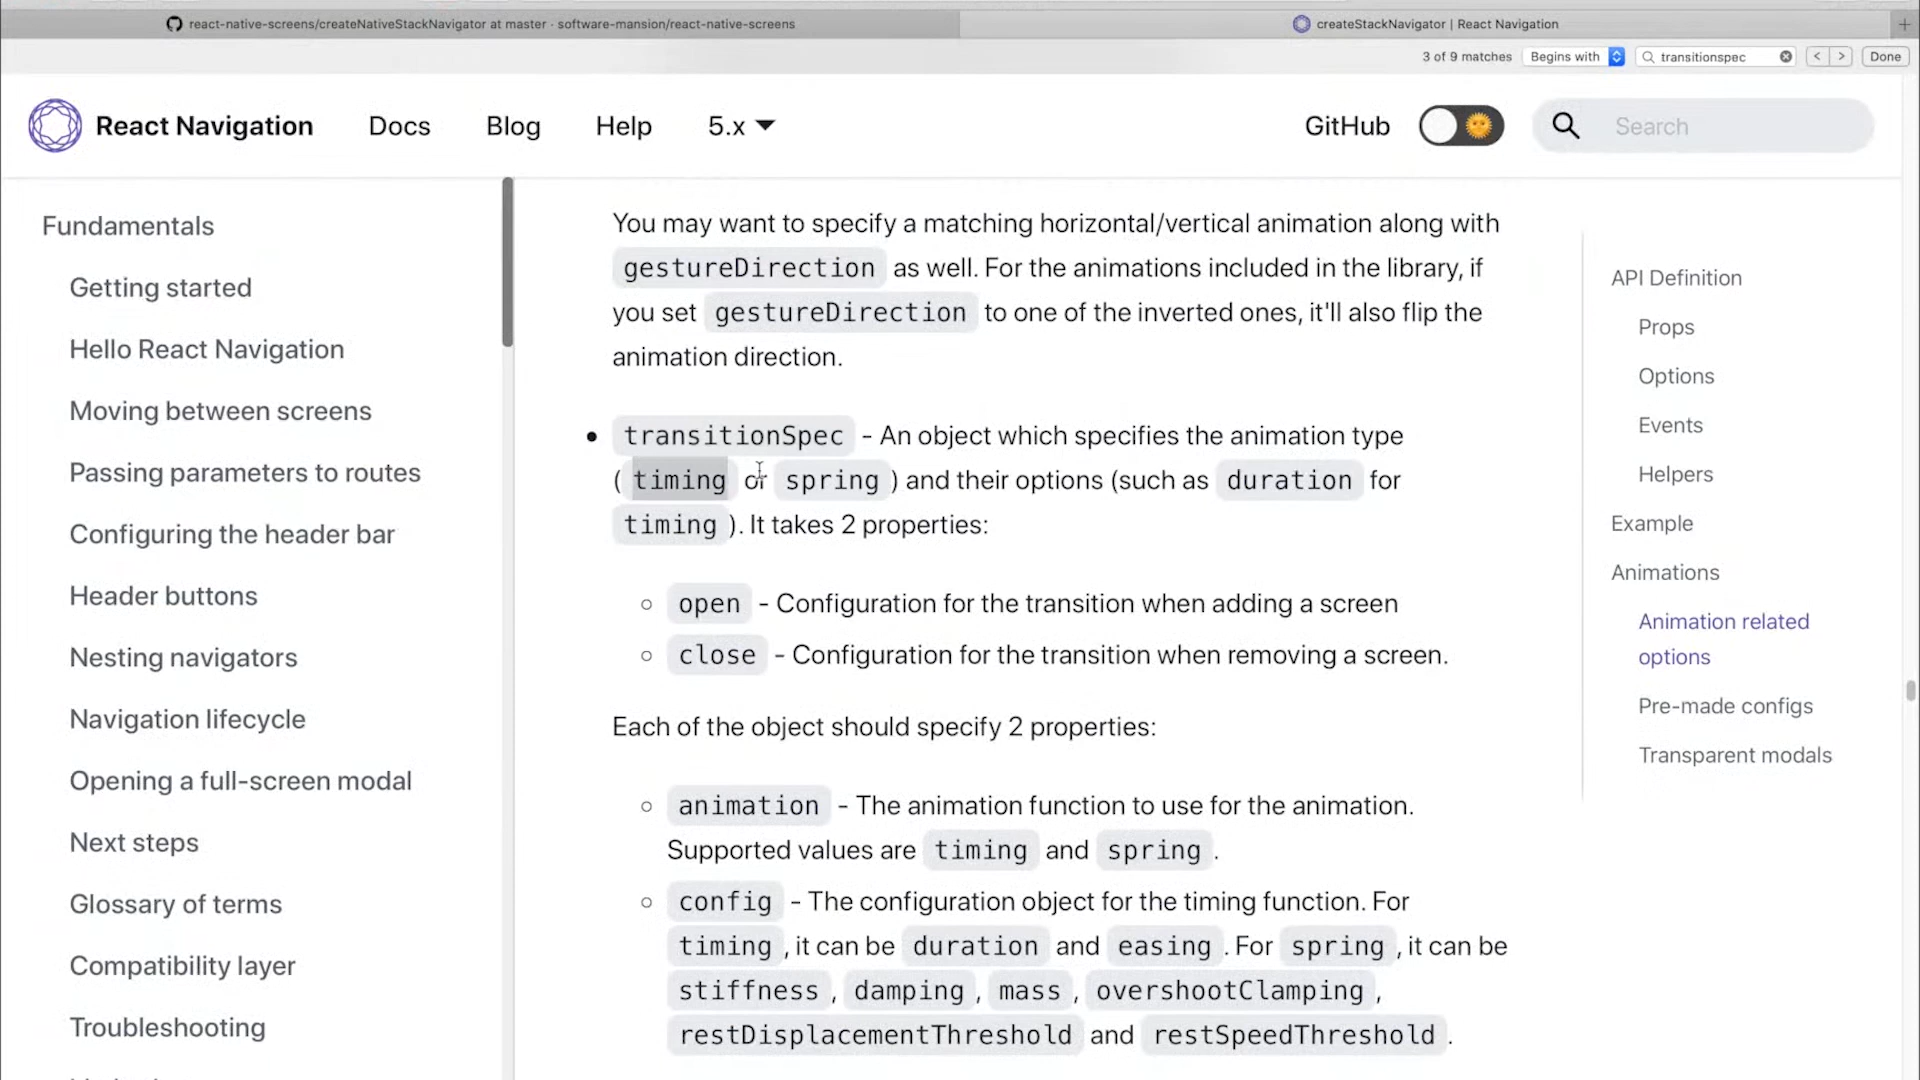 react-native-screens/createNativeStackNavigator at master · software-mansion/react-native-screens
createStackNavigator | React Navigation
3 of 9 matches
Begins with
transitionspec
Done
React Navigation
Docs
Blog
Help
5.x
GitHub
Search
Fundamentals
Getting started
Hello React Navigation
Moving between screens
Passing parameters to routes
Configuring the header bar
Header buttons
Nesting navigators
Navigation lifecycle
Opening a full-screen modal
Next steps
Glossary of terms
Compatibility layer
Troubleshooting
You may want to specify a matching horizontal/vertical animation along with
gestureDirection as well. For the animations included in the library, if
you set gestureDirection to one of the inverted ones, it'll also flip the
animation direction.
• transitionSpec - An object which specifies the animation type
( timing or spring ) and their options (such as duration for
timing ). It takes 2 properties:
○ open - Configuration for the transition when adding a screen
○ close - Configuration for the transition when removing a screen.
Each of the object should specify 2 properties:
○ animation - The animation function to use for the animation.
Supported values are timing and spring .
○ config - The configuration object for the timing function. For
timing , it can be duration and easing . For spring , it can be
stiffness , damping , mass , overshootClamping ,
restDisplacementThreshold and restSpeedThreshold .
API Definition
Props
Options
Events
Helpers
Example
Animations
Animation related
options
Pre-made configs
Transparent modals